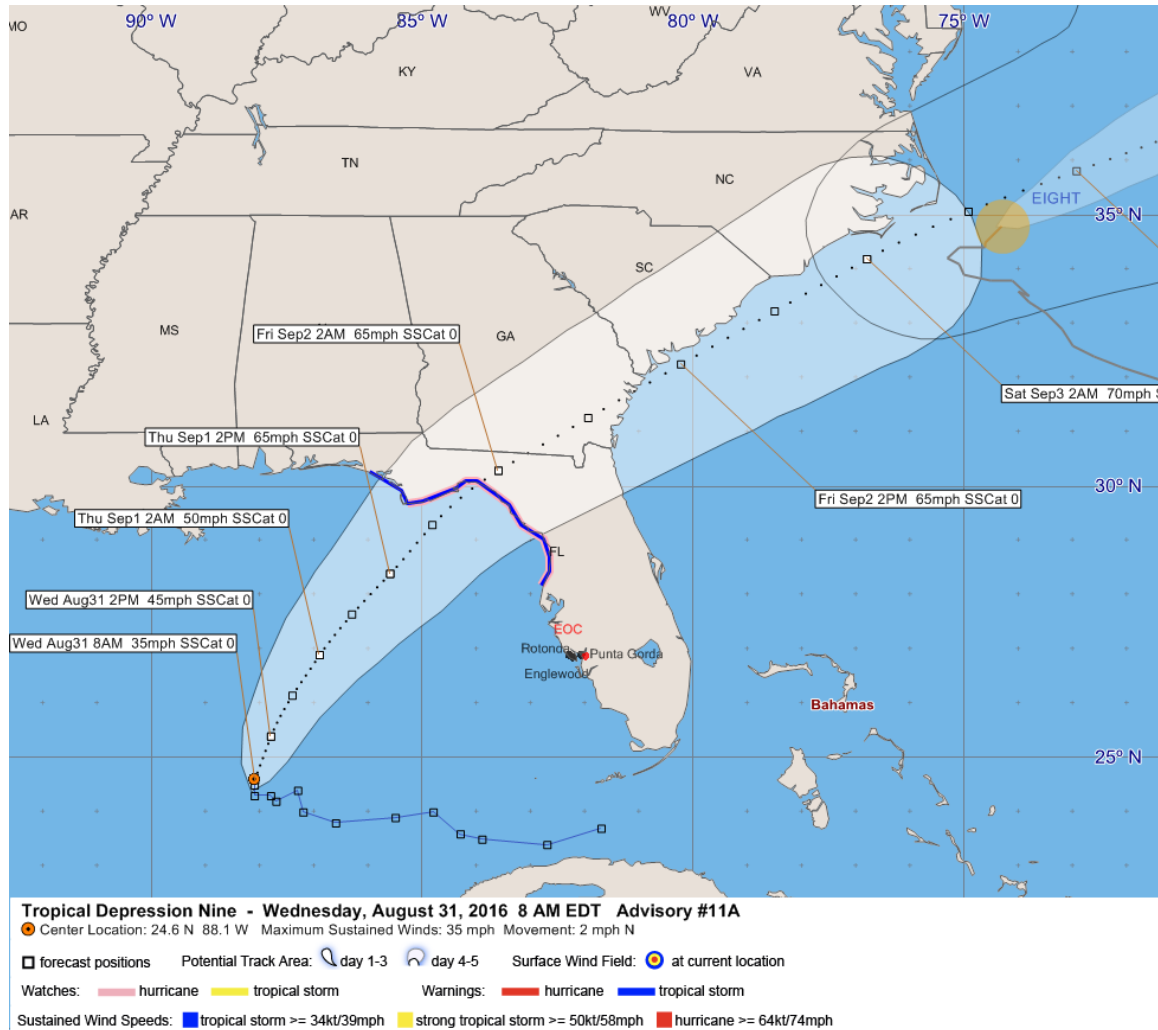 90° W 85° W 80° W 75° W
MO
WV
KY
VA
TN
NC
AR
EIGHT
35° N
SC
MS
Fri Sep2 2AM 65mph SSCat 0
GA
Sat Sep3 2AM 70mph S
LA
Thu Sep1 2PM 65mph SSCat 0
30° N
Fri Sep2 2PM 65mph SSCat 0
Thu Sep1 2AM 50mph SSCat 0
FL
Wed Aug31 2PM 45mph SSCat 0
EOC
Wed Aug31 8AM 35mph SSCat 0
Rotonda
Punta Gorda
Englewood
Bahamas
25° N
Tropical Depression Nine - Wednesday, August 31, 2016 8 AM EDT Advisory #11A
Center Location: 24.6 N 88.1 W Maximum Sustained Winds: 35 mph Movement: 2 mph N
forecast positions Potential Track Area: day 1-3 day 4-5 Surface Wind Field: at current location
Watches: hurricane tropical storm Warnings: hurricane tropical storm
Sustained Wind Speeds: tropical storm >= 34kt/39mph strong tropical storm >= 50kt/58mph hurricane >= 64kt/74mph